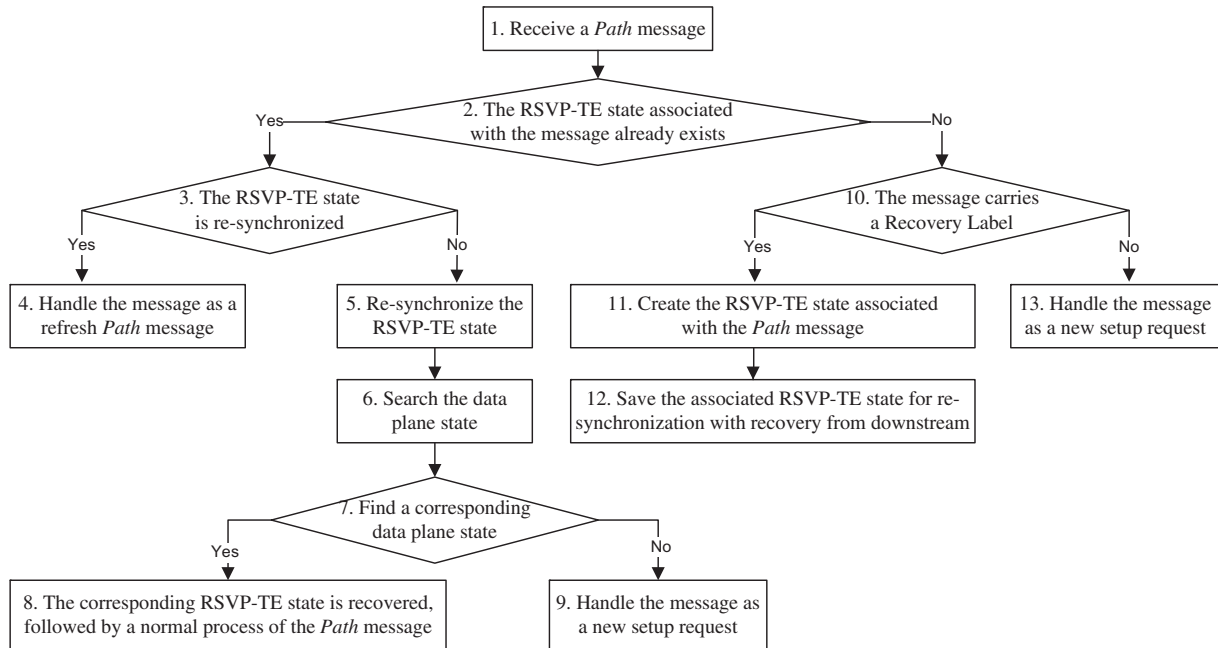 1. Receive a Path message
2. The RSVP-TE state associated
with the message already exists
Yes
No
3. The RSVP-TE state
is re-synchronized
10. The message carries
a Recovery Label
Yes
No
Yes
No
4. Handle the message as a
refresh Path message
5. Re-synchronize the
RSVP-TE state
11. Create the RSVP-TE state associated
with the Path message
13. Handle the message
as a new setup request
6. Search the data
plane state
12. Save the associated RSVP-TE state for re-
synchronization with recovery from downstream
7. Find a corresponding
data plane state
Yes
No
8. The corresponding RSVP-TE state is recovered,
followed by a normal process of the Path message
9. Handle the message as
a new setup request